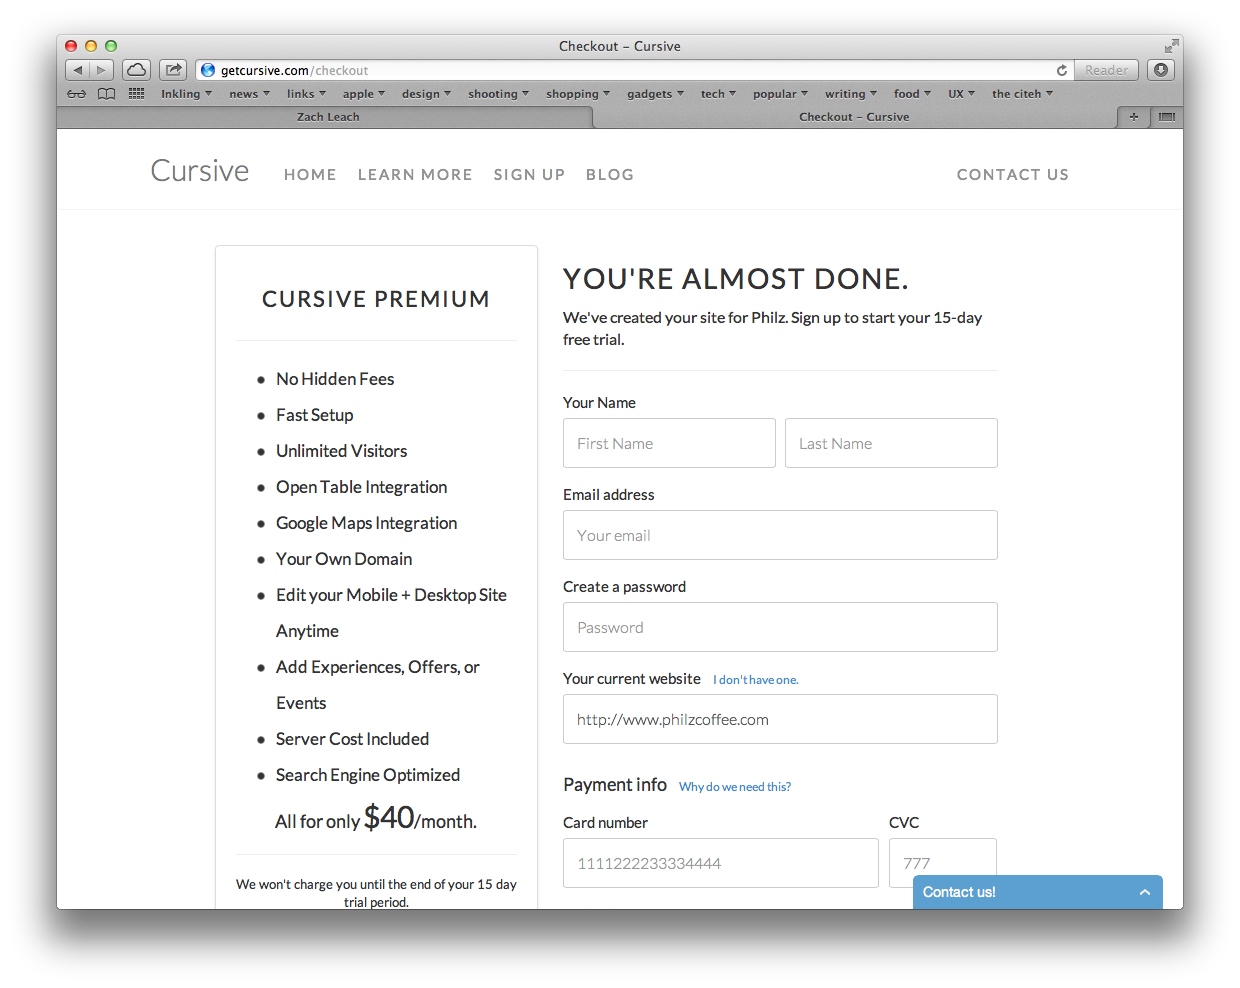 Checkout – Cursive
getcursive.com/checkout
Reader
Inkling news links apple design shooting shopping gadgets tech popular writing food UX the citeh
Zach Leach
Checkout – Cursive
Cursive
HOME LEARN MORE SIGN UP BLOG
CONTACT US
CURSIVE PREMIUM
No Hidden Fees
Fast Setup
Unlimited Visitors
Open Table Integration
Google Maps Integration
Your Own Domain
Edit your Mobile + Desktop Site
Anytime
Add Experiences, Offers, or
Events
Server Cost Included
Search Engine Optimized
All for only $40/month.
We won't charge you until the end of your 15 day
trial period.
YOU'RE ALMOST DONE.
We've created your site for Philz. Sign up to start your 15-day
free trial.
Your Name
First Name
Last Name
Email address
Your email
Create a password
Password
Your current website I don't have one.
http://www.philzcoffee.com
Payment info Why do we need this?
Card number
CVC
1111222233334444
777
Contact us!